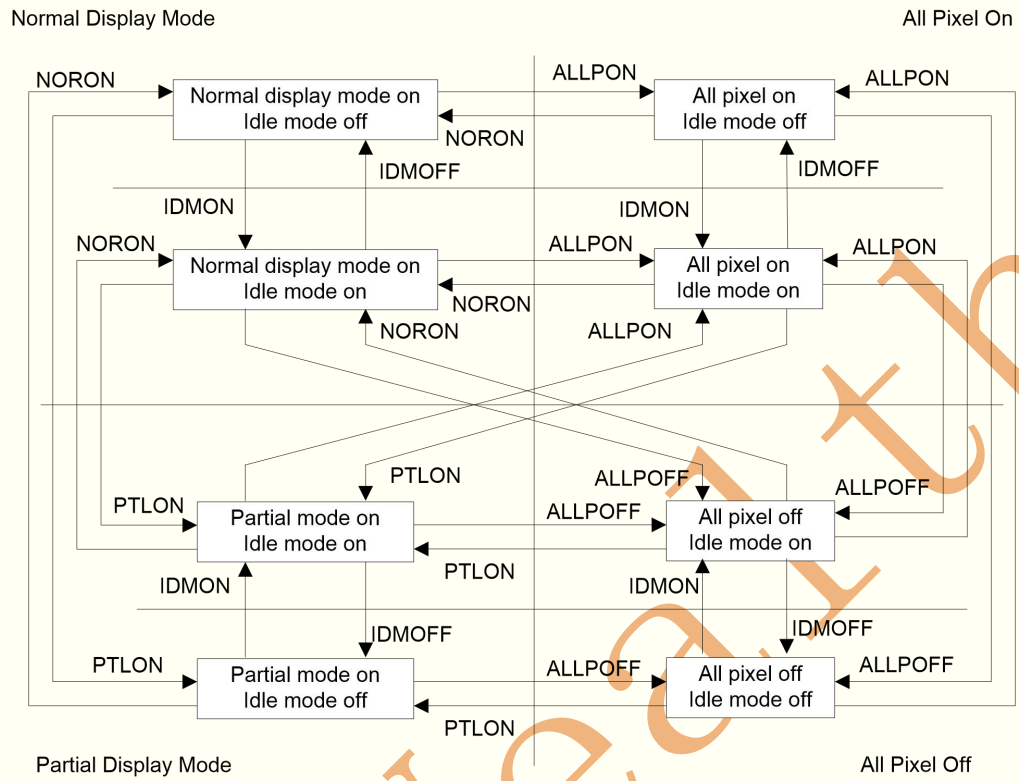 Normal Display Mode
All Pixel On
NORON
ALLPON
ALLPON
Normal display mode on
Idle mode off
All pixel on
Idle mode off
NORON
IDMOFF
IDMOFF
IDMON
IDMON
NORON
ALLPON
ALLPON
Normal display mode on
Idle mode on
All pixel on
Idle mode on
NORON
NORON
ALLPON
PTLON
ALLPOFF
ALLPOFF
PTLON
ALLPOFF
Partial mode on
Idle mode on
All pixel off
Idle mode on
PTLON
IDMON
IDMON
IDMOFF
IDMOFF
PTLON
ALLPOFF
ALLPOFF
Partial mode on
Idle mode off
All pixel off
Idle mode off
PTLON
Partial Display Mode
All Pixel Off